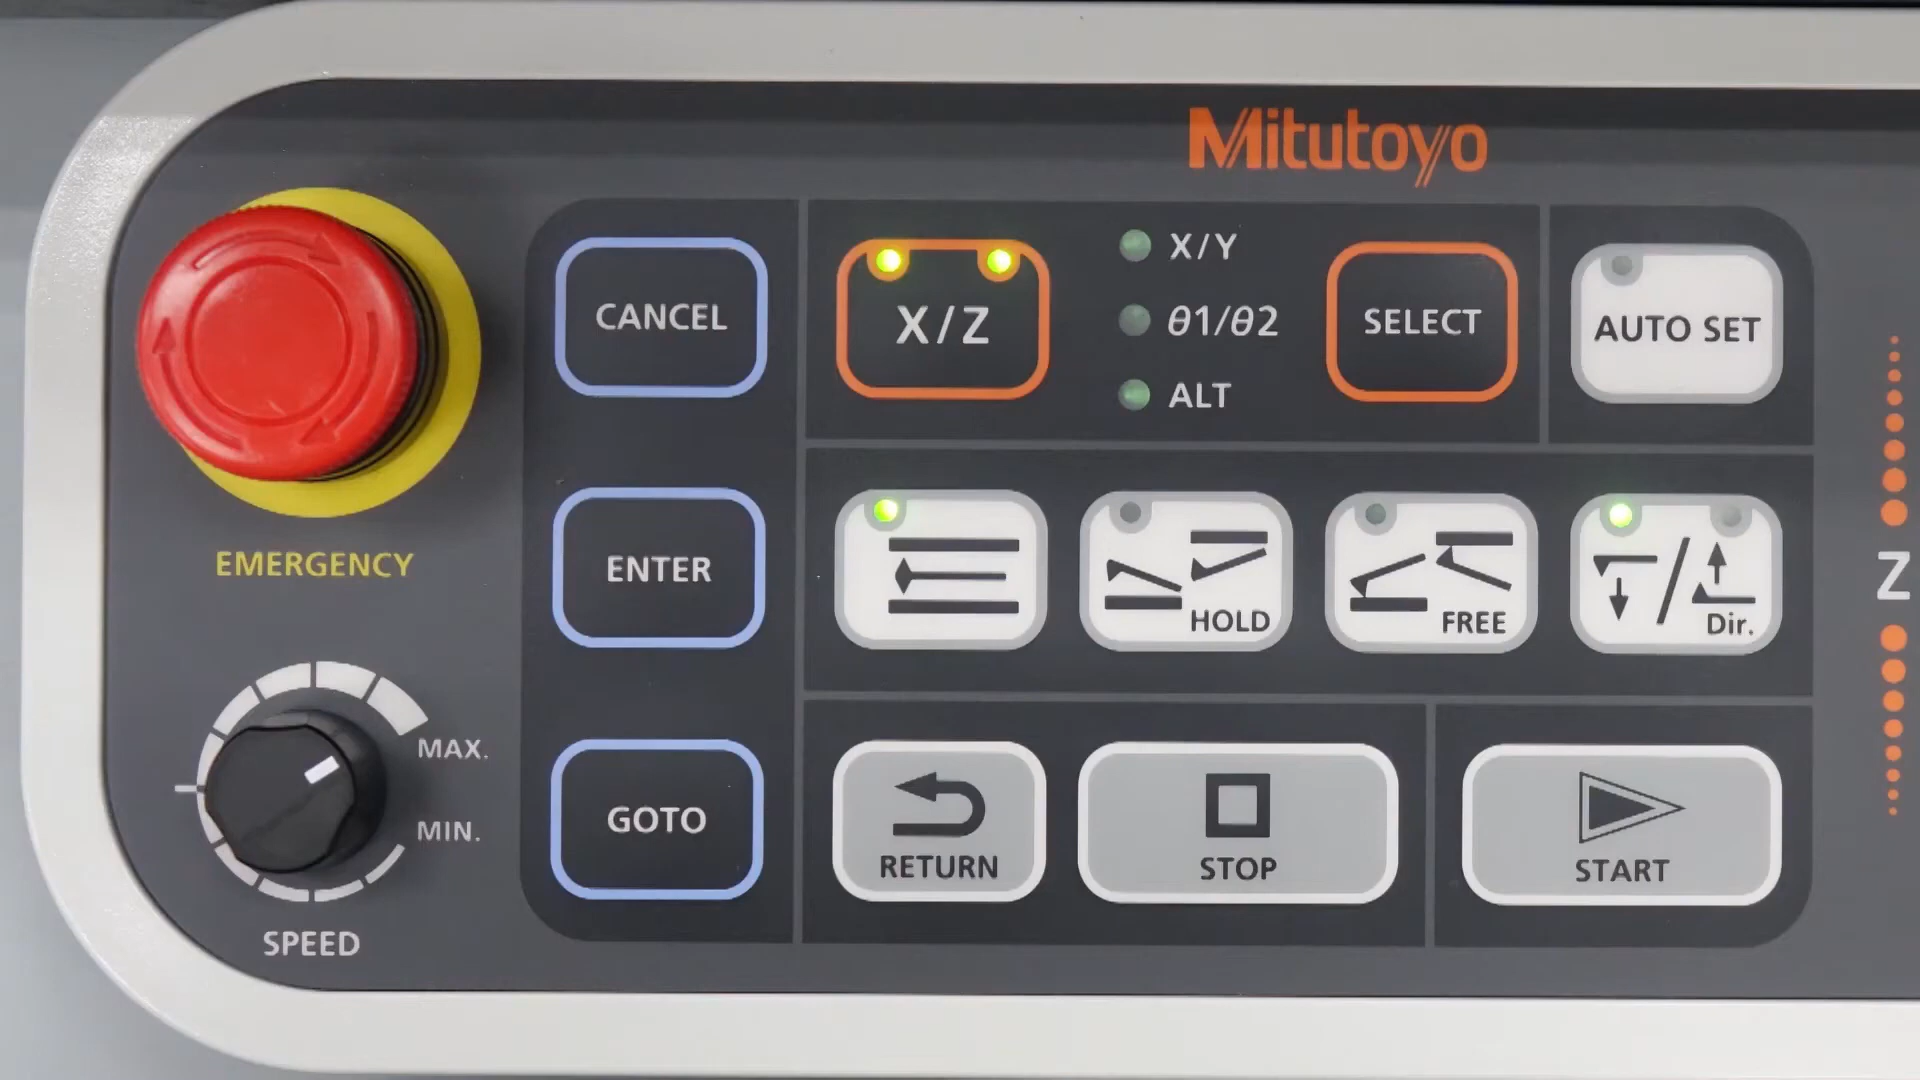 Mitutoyo
EMERGENCY
CANCEL
X/Z
X/Y
θ1/θ2
ALT
SELECT
AUTO SET
ENTER
HOLD
FREE
Dir.
Z
MAX.
MIN.
SPEED
GOTO
RETURN
STOP
START